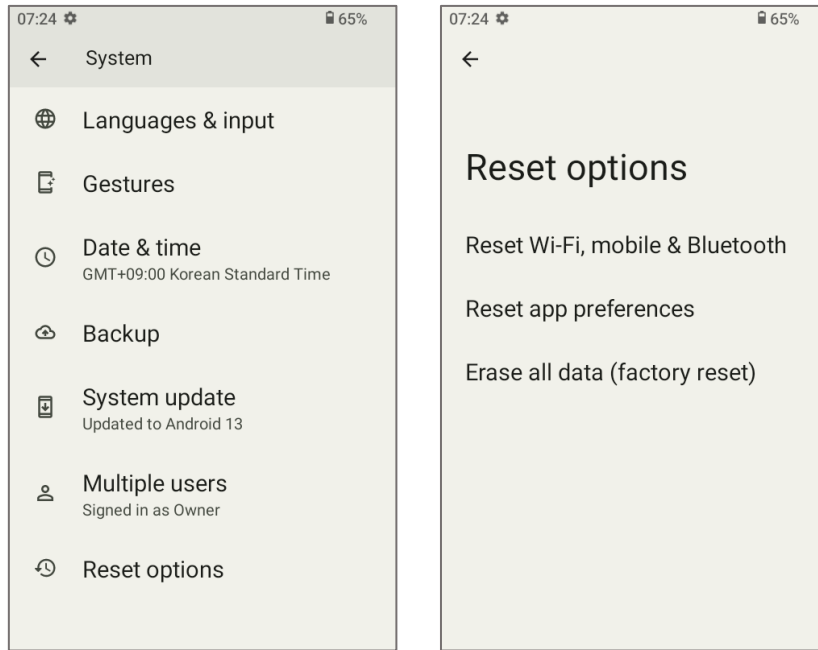 07:24 65%
System
Languages & input
Gestures
Date & time
GMT+09:00 Korean Standard Time
Backup
System update
Updated to Android 13
Multiple users
Signed in as Owner
Reset options
07:24 65%
Reset options
Reset Wi-Fi, mobile & Bluetooth
Reset app preferences
Erase all data (factory reset)